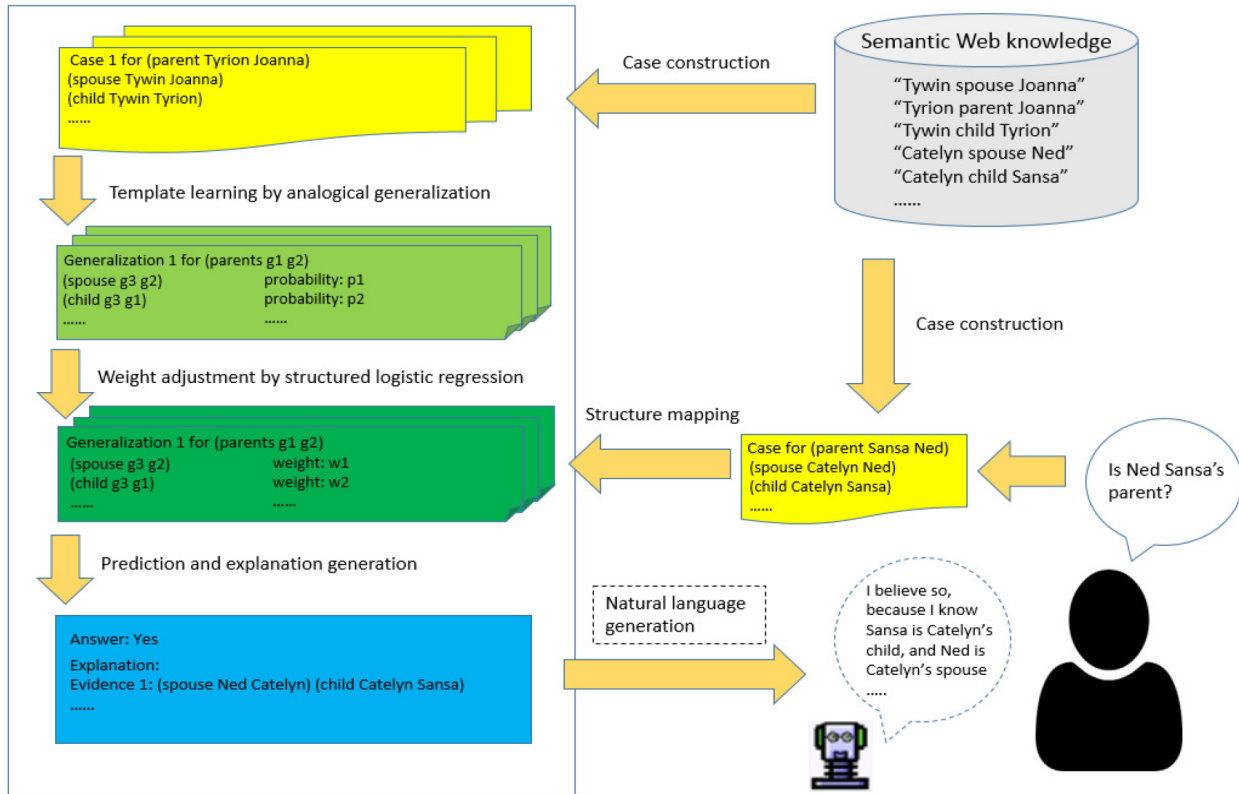 Case 1 for (parent Tyrion Joanna)
(spouse Tywin Joanna)
(child Tywin Tyrion)
......
Case construction
Semantic Web knowledge
“Tywin spouse Joanna”
“Tyrion parent Joanna”
“Tywin child Tyrion”
“Catelyn spouse Ned”
“Catelyn child Sansa”
......
Template learning by analogical generalization
Generalization 1 for (parents g1 g2)
(spouse g3 g2) probability: p1
(child g3 g1) probability: p2
...... ......
Case construction
Weight adjustment by structured logistic regression
Generalization 1 for (parents g1 g2)
(spouse g3 g2) weight: w1
(child g3 g1) weight: w2
...... ......
Structure mapping
Case for (parent Sansa Ned)
(spouse Catelyn Ned)
(child Catelyn Sansa)
......
Is Ned Sansa’s
parent?
Prediction and explanation generation
Answer: Yes
Explanation:
Evidence 1: (spouse Ned Catelyn) (child Catelyn Sansa)
......
Natural language
generation
I believe so,
because I know
Sansa is Catelyn’s
child, and Ned is
Catelyn’s spouse
.....